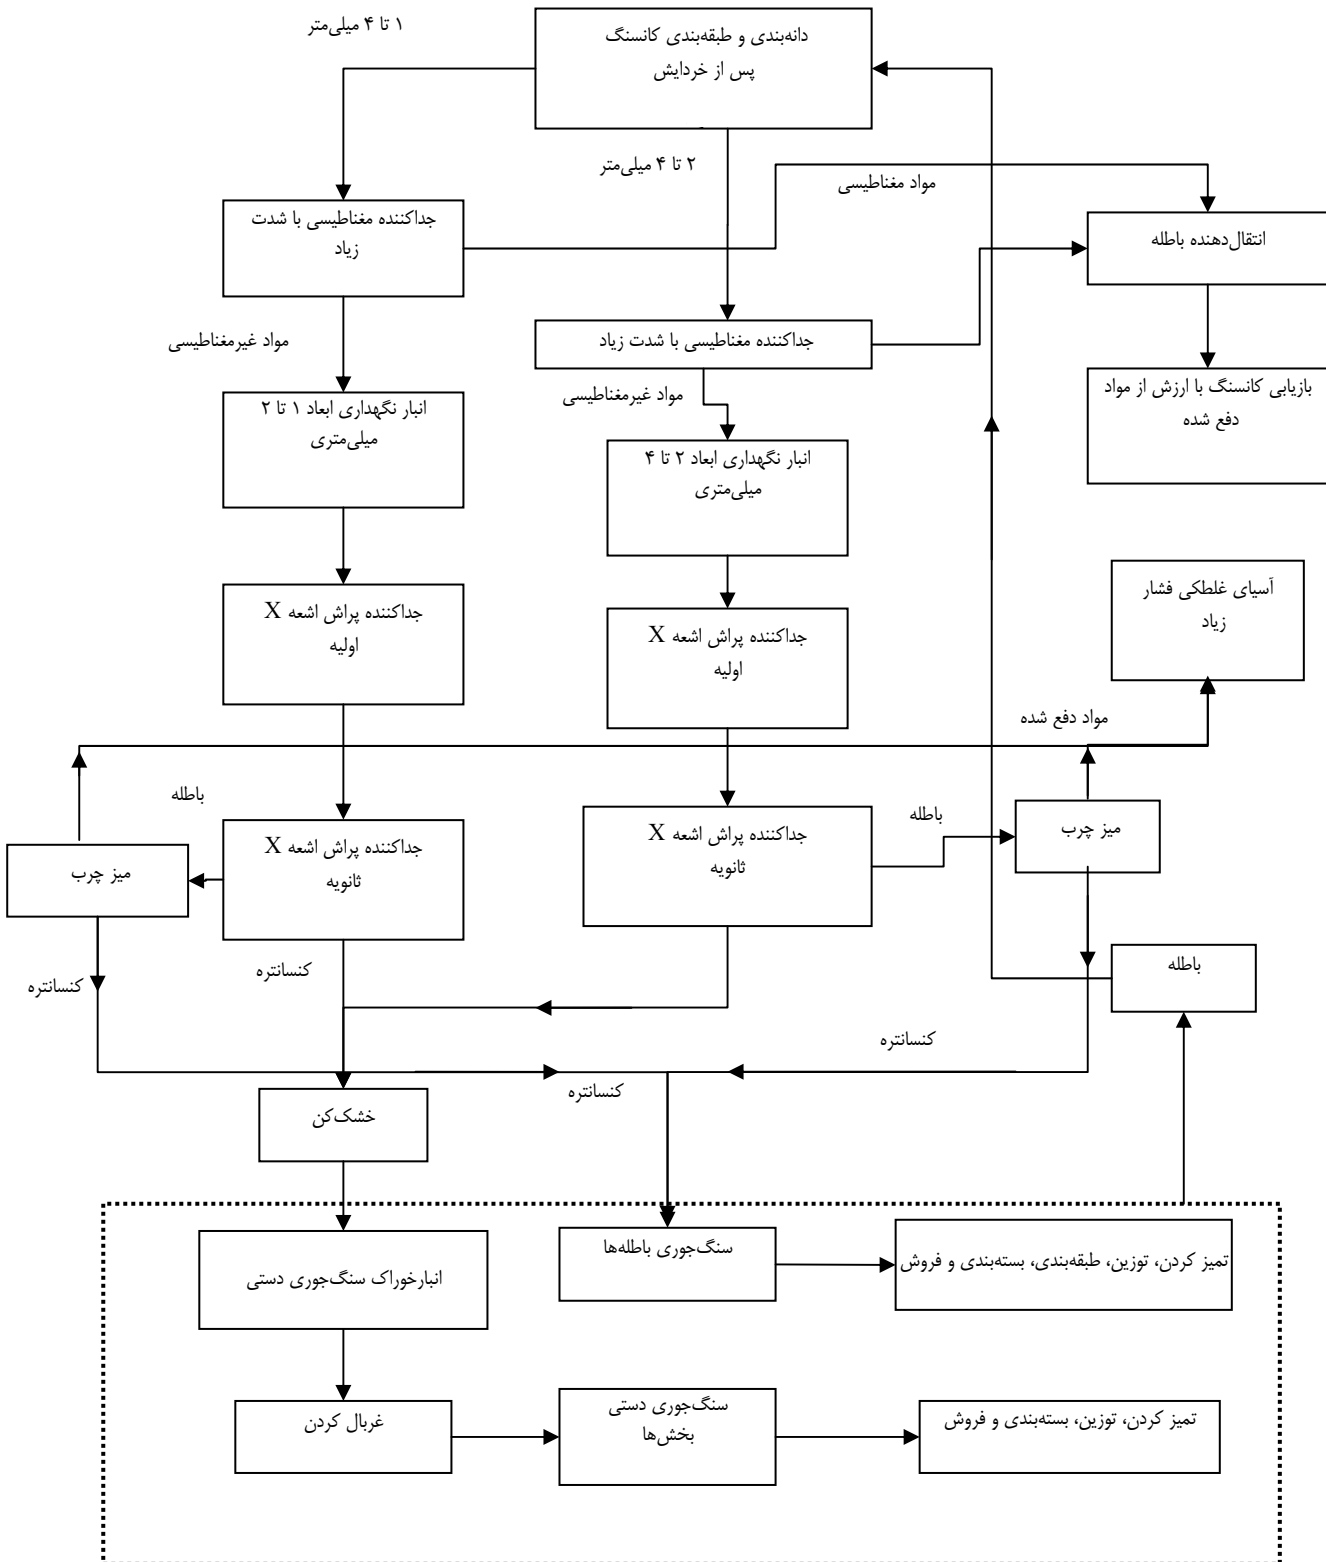 ۱ تا ۴ میلی‌متر
دانه‌بندی و طبقه‌بندی کانسنگ
پس از خردایش
۲ تا ۴ میلی‌متر
مواد مغناطیسی
جداکننده مغناطیسی با شدت
زیاد
انتقال‌دهنده باطله
مواد غیرمغناطیسی
جداکننده مغناطیسی با شدت زیاد
بازیابی کانسنگ با ارزش از مواد
دفع شده
مواد غیرمغناطیسی
انبار نگهداری ابعاد ۱ تا ۲
میلی‌متری
انبار نگهداری ابعاد ۲ تا ۴
میلی‌متری
آسیای غلطکی فشار
زیاد
جداکننده پراش اشعه X
اولیه
جداکننده پراش اشعه X
اولیه
مواد دفع شده
باطله
باطله
جداکننده پراش اشعه X
ثانویه
میز چرب
جداکننده پراش اشعه X
ثانویه
میز چرب
کنسانتره
کنسانتره
باطله
کنسانتره
کنسانتره
خشک‌کن
سنگ‌جوری باطله‌ها
تمیز کردن، توزین، طبقه‌بندی، بسته‌بندی و فروش
انبارخوراک سنگ‌جوری دستی
غربال کردن
سنگ‌جوری دستی
بخش‌ها
تمیز کردن، توزین، بسته‌بندی و فروش